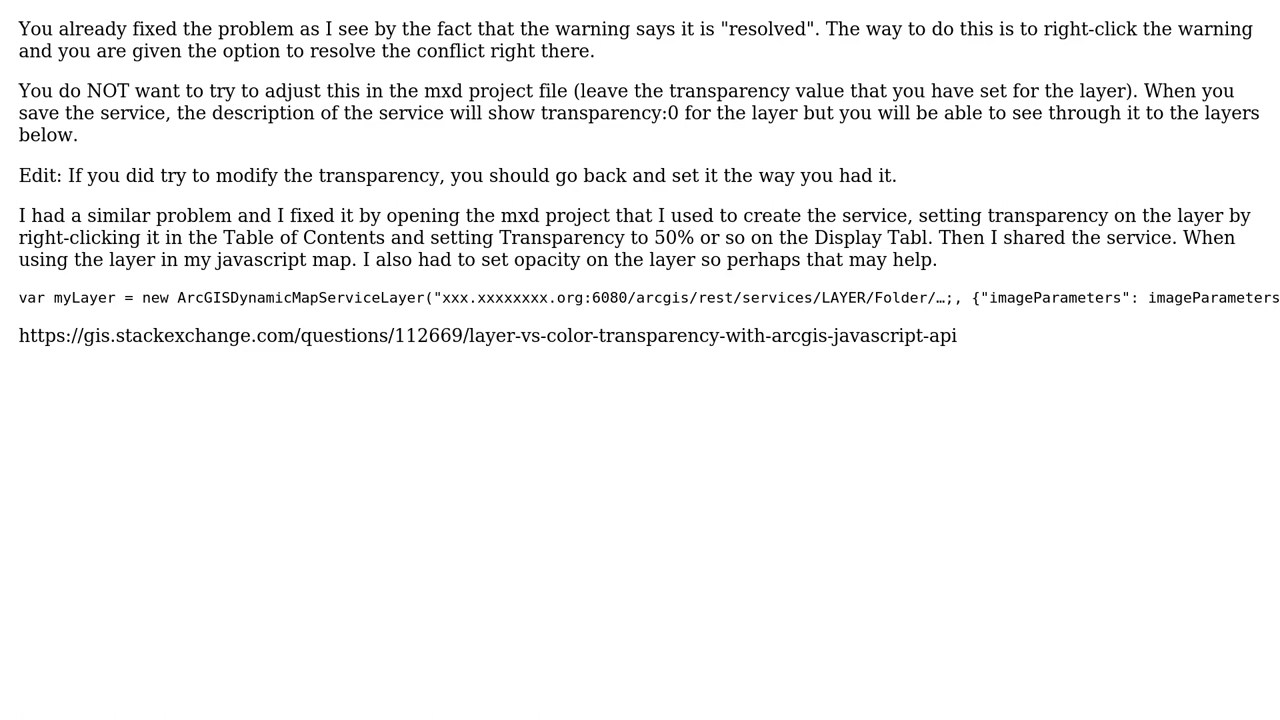 You already fixed the problem as I see by the fact that the warning says it is "resolved". The way to do this is to right-click the warning
and you are given the option to resolve the conflict right there.
You do NOT want to try to adjust this in the mxd project file (leave the transparency value that you have set for the layer). When you
save the service, the description of the service will show transparency:0 for the layer but you will be able to see through it to the layers
below.
Edit: If you did try to modify the transparency, you should go back and set it the way you had it.
I had a similar problem and I fixed it by opening the mxd project that I used to create the service, setting transparency on the layer by
right-clicking it in the Table of Contents and setting Transparency to 50% or so on the Display Tabl. Then I shared the service. When
using the layer in my javascript map. I also had to set opacity on the layer so perhaps that may help.
var myLayer = new ArcGISDynamicMapServiceLayer("xxx.xxxxxxxx.org:6080/arcgis/rest/services/LAYER/Folder/…;, {"imageParameters": imageParameters
https://gis.stackexchange.com/questions/112669/layer-vs-color-transparency-with-arcgis-javascript-api